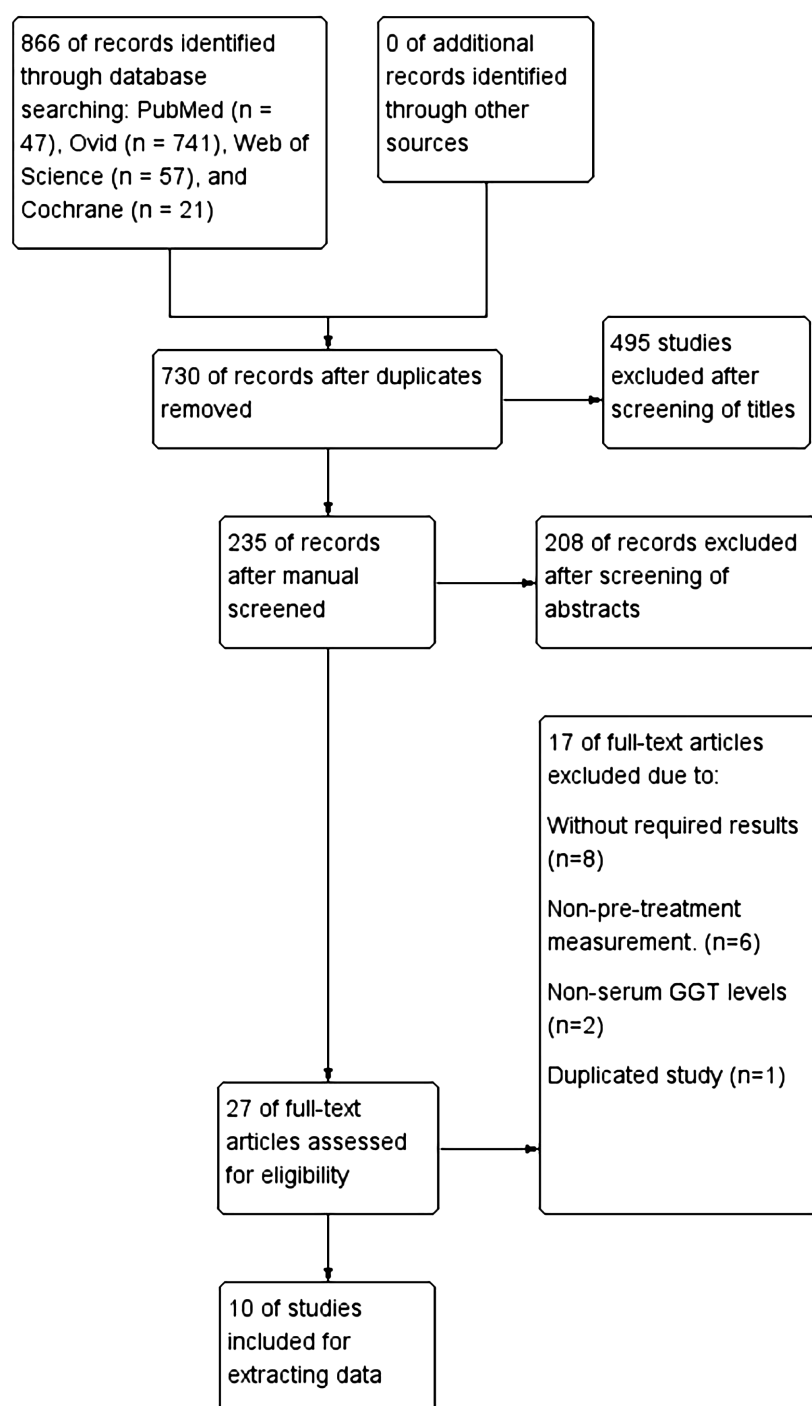 866 of records identified
through database
searching: PubMed (n =
47), Ovid (n = 741), Web of
Science (n = 57), and
Cochrane (n = 21)
0 of additional
records identified
through other
sources
730 of records after duplicates
removed
495 studies
excluded after
screening of titles
235 of records
after manual
screened
208 of records excluded
after screening of
abstracts
17 of full-text articles
excluded due to:
Without required results
(n=8)
Non-pre-treatment
measurement. (n=6)
Non-serum GGT levels
(n=2)
Duplicated study (n=1)
27 of full-text
articles assessed
for eligibility
10 of studies
included for
extracting data